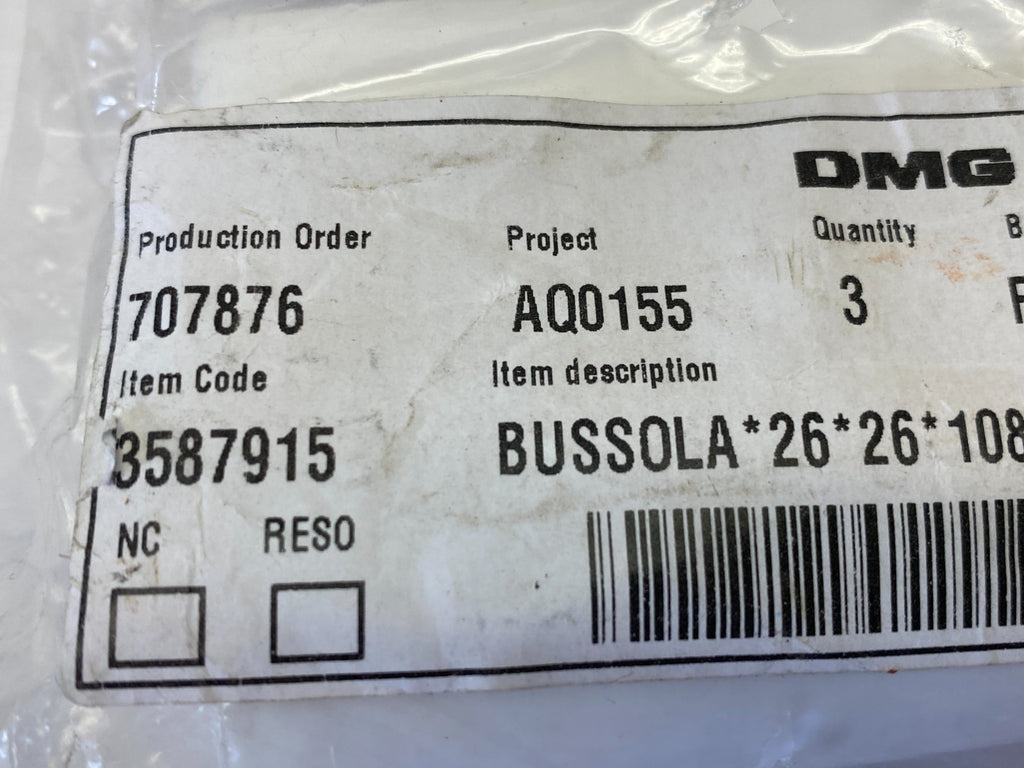 DMG
Production Order Project Quantity B
707876 AQ0155 3
Item Code Item description
3587915 BUSSOLA*26*26*108
NC RESO